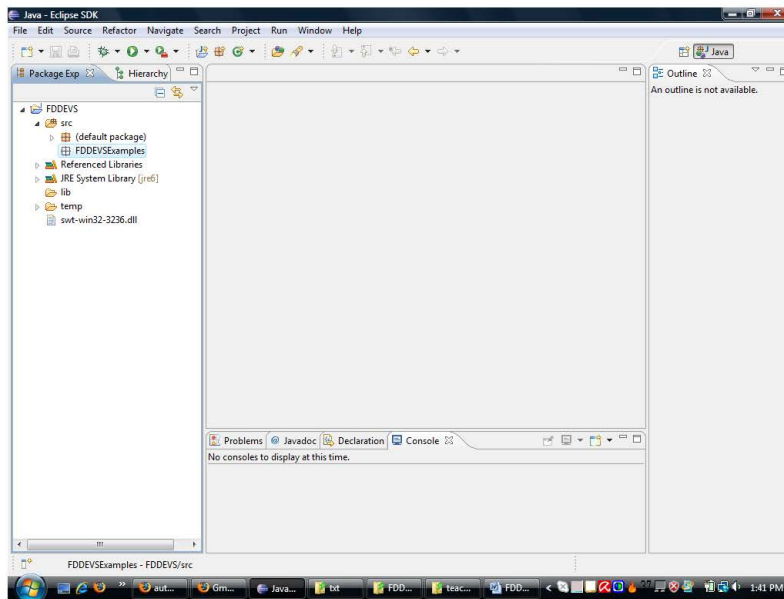 Java - Eclipse SDK
File Edit Source Refactor Navigate Search Project Run Window Help
Java
Package Exp Hierarchy
Outline
An outline is not available.
FDDEVS
src
(default package)
FDDEVSExamples
Referenced Libraries
JRE System Library [jre6]
lib
temp
swt-win32-3236.dll
Problems @ Javadoc Declaration Console
No consoles to display at this time.
FDDEVSExamples - FDDEVS/src
» aut... Gm... Java... txt FDD... teac... FDD... < 1:41 PM